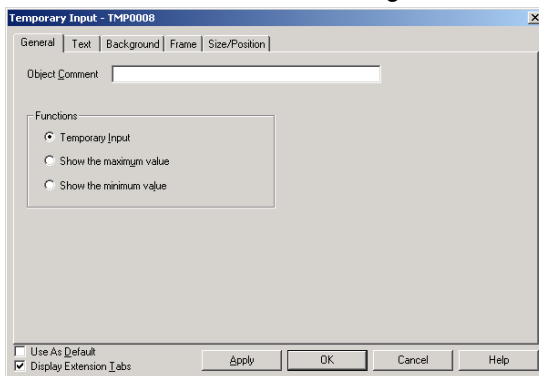 Temporary Input - TMP0008
General Text Background Frame Size/Position
Object Comment
Functions
Temporary Input
Show the maximum value
Show the minimum value
Use As Default
Display Extension Tabs
Apply OK Cancel Help